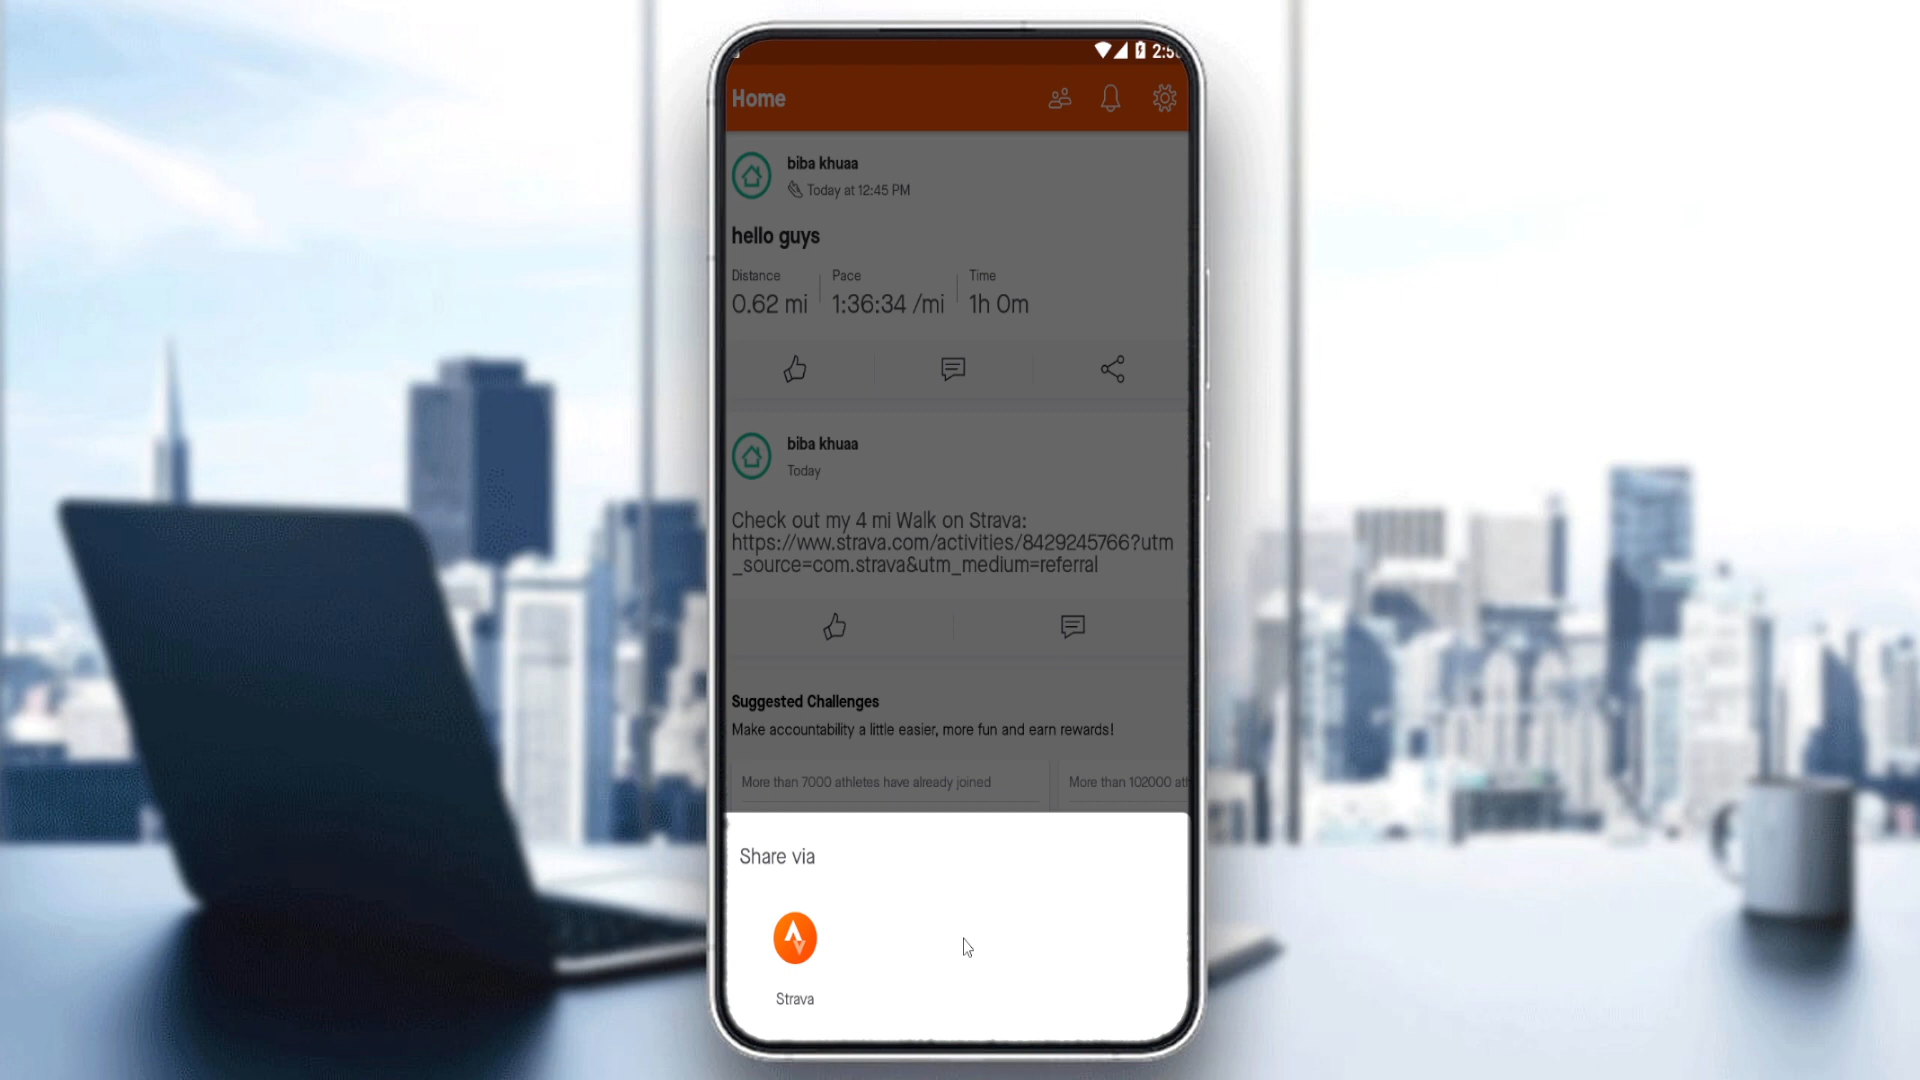 Home
biba khuaa
Today at 12:45 PM
hello guys
Distance
Pace
Time
0.62 mi
1:36:34 /mi
1h 0m
biba khuaa
Today
Check out my 4 mi Walk on Strava:
https://www.strava.com/activities/8429245766?utm
_source=com.strava&utm_medium=referral
Suggested Challenges
Make accountability a little easier, more fun and earn rewards!
More than 7000 athletes have already joined
More than 102000
Share via
Strava